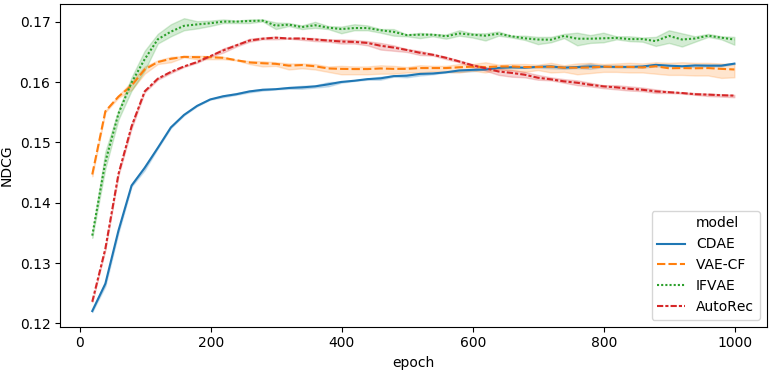 0.17
0.16
0.15
0.14
0.13
0.12
NDCG
0
200
400
600
800
1000
epoch
model
CDAE
VAE-CF
IFVAE
AutoRec